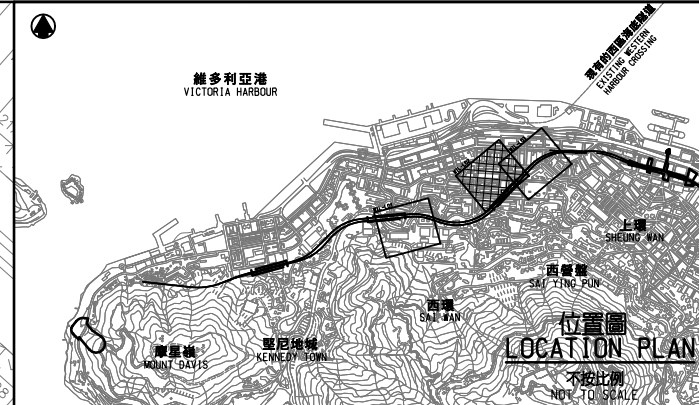 現有的西區海底隧道
EXISTING WESTERN
HARBOUR CROSSING
維多利亞港
VICTORIA HARBOUR
上環
SHEUNG WAN
西營盤
SAI YING PUN
西環
SAI WAN
位置圖
LOCATION PLAN
堅尼地城
KENNEDY TOWN
摩星嶺
MOUNT DAVIS
不按比例
NOT TO SCALE